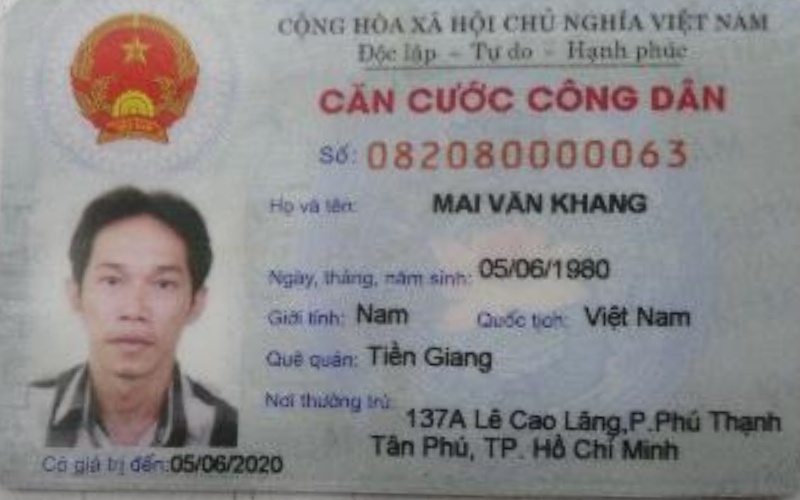 CỘNG HÒA XÃ HỘI CHỦ NGHĨA VIỆT NAM
Độc lập - Tự do - Hạnh phúc
CĂN CƯỚC CÔNG DÂN
Số: 082080000063
Họ và tên: MAI VĂN KHANG
Ngày, tháng, năm sinh: 05/06/1980
Giới tính: Nam Quốc tịch: Việt Nam
Quê quán: Tiền Giang
Nơi thường trú: 137A Lê Cao Lãng,P.Phú Thạnh
Tân Phú, TP. Hồ Chí Minh
Có giá trị đến: 05/06/2020